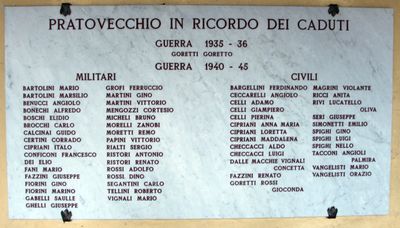 PRATOVECCHIO IN RICORDO DEI CADUTI
GUERRA 1935 - 36
GORETTI GORETTO
GUERRA 1940 - 45
MILITARI
BARTOLINI MARIO
BARTOLINI MARSILIO
BENUCCI ANGIOLO
BONECHI ALFREDO
BOSCHI ELIDO
BROCCHI CARLO
CALCINAI GUIDO
CERTINI CORRADO
CIPRIANI ITALO
CONFICONI FRANCESCO
DEI ELIO
FANI MARIO
FAZZINI GIUSEPPE
FIORINI GINO
FIORINI MARINO
GABELLI SAULLE
GHELLI GIUSEPPE
GROFI FERRUCCIO
MARTINI GINO
MARTINI VITTORIO
MENGOZZI CORTESIO
MICHELI BRUNO
MORELLI ZANONI
MORETTI REMO
PAPINI VITTORIO
RIALTI SERGIO
RISTORI ANTONIO
RISTORI RENATO
ROSSI ADOLFO
ROSSI DINO
SEGANTINI CARLO
TELLINI ROBERTO
VIGNALI MARIO
CIVILI
BARGELLINI FERDINANDO
CECCARELLI ANGIOLO
CELLI ADAMO
CELLI GIAMPIERO
CELLI PIERINA
CIPRIANI ANNA MARIA
CIPRIANI LORETTA
CIPRIANI MADDALENA
CHECCACCI ALDO
CHECCACCI LUIGI
DALLE MACCHIE VIGNALI
CONCETTA
FAZZINI RENATO
GORETTI ROSSI
GIOCONDA
MAGRINI VIOLANTE
RICCI ANITA
RIVI LUCATELLO
OLIVA
SERI GIUSEPPE
SIMONETTI EMILIO
SPIGHI GINO
SPIGHI LUIGI
SPIGHI NELLO
TACCONI ANGIOLI
PALMIRA
VANGELISTI MARIO
VANGELISTI ORAZIO